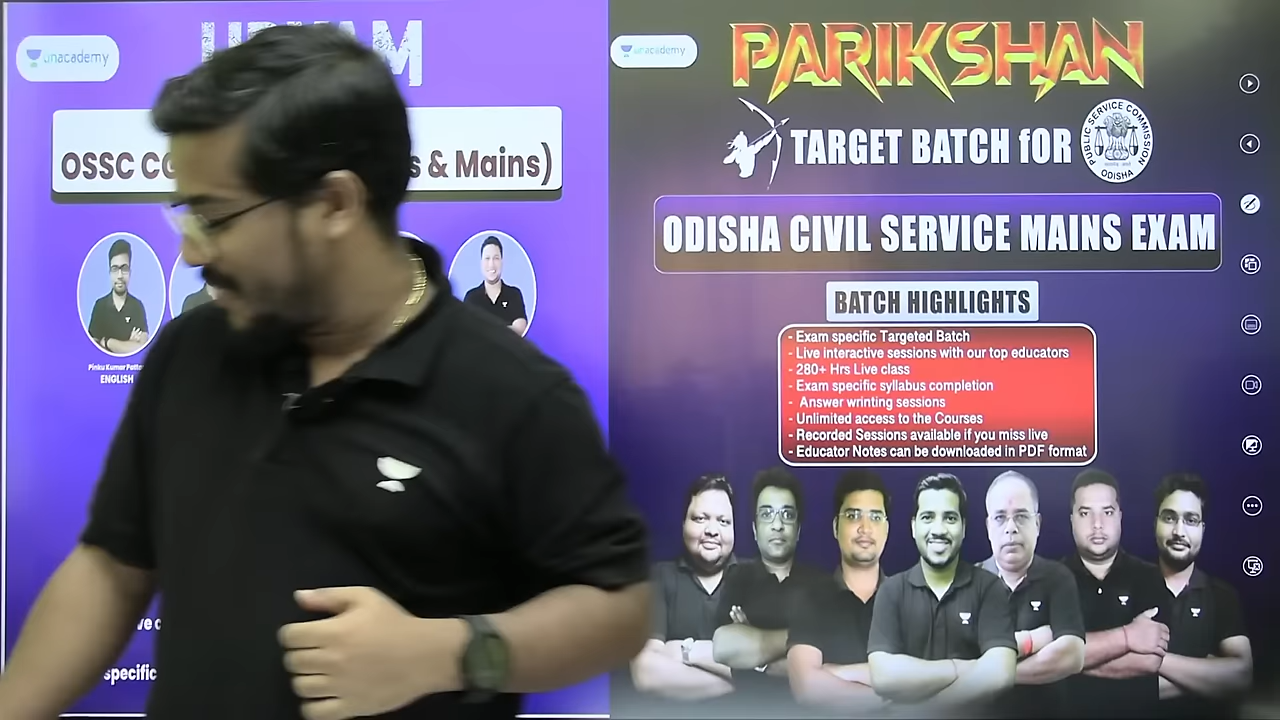 unacademy
OSSC
s & Mains)
Pinku Kumar
ENGLISH
specific
unacademy
PARIKSHAN
TARGET BATCH fOR
PUBLIC SERVICE COMMISSION
ODISHA
ODISHA CIVIL SERVICE MAINS EXAM
BATCH HIGHLIGHTS
- Exam specific Targeted Batch
- Live interactive sessions with our top educators
- 280+ Hrs Live class
- Exam specific syllabus completion
- Answer wrinting sessions
- Unlimited access to the Courses
- Recorded Sessions available if you miss live
- Educator Notes can be downloaded in PDF format